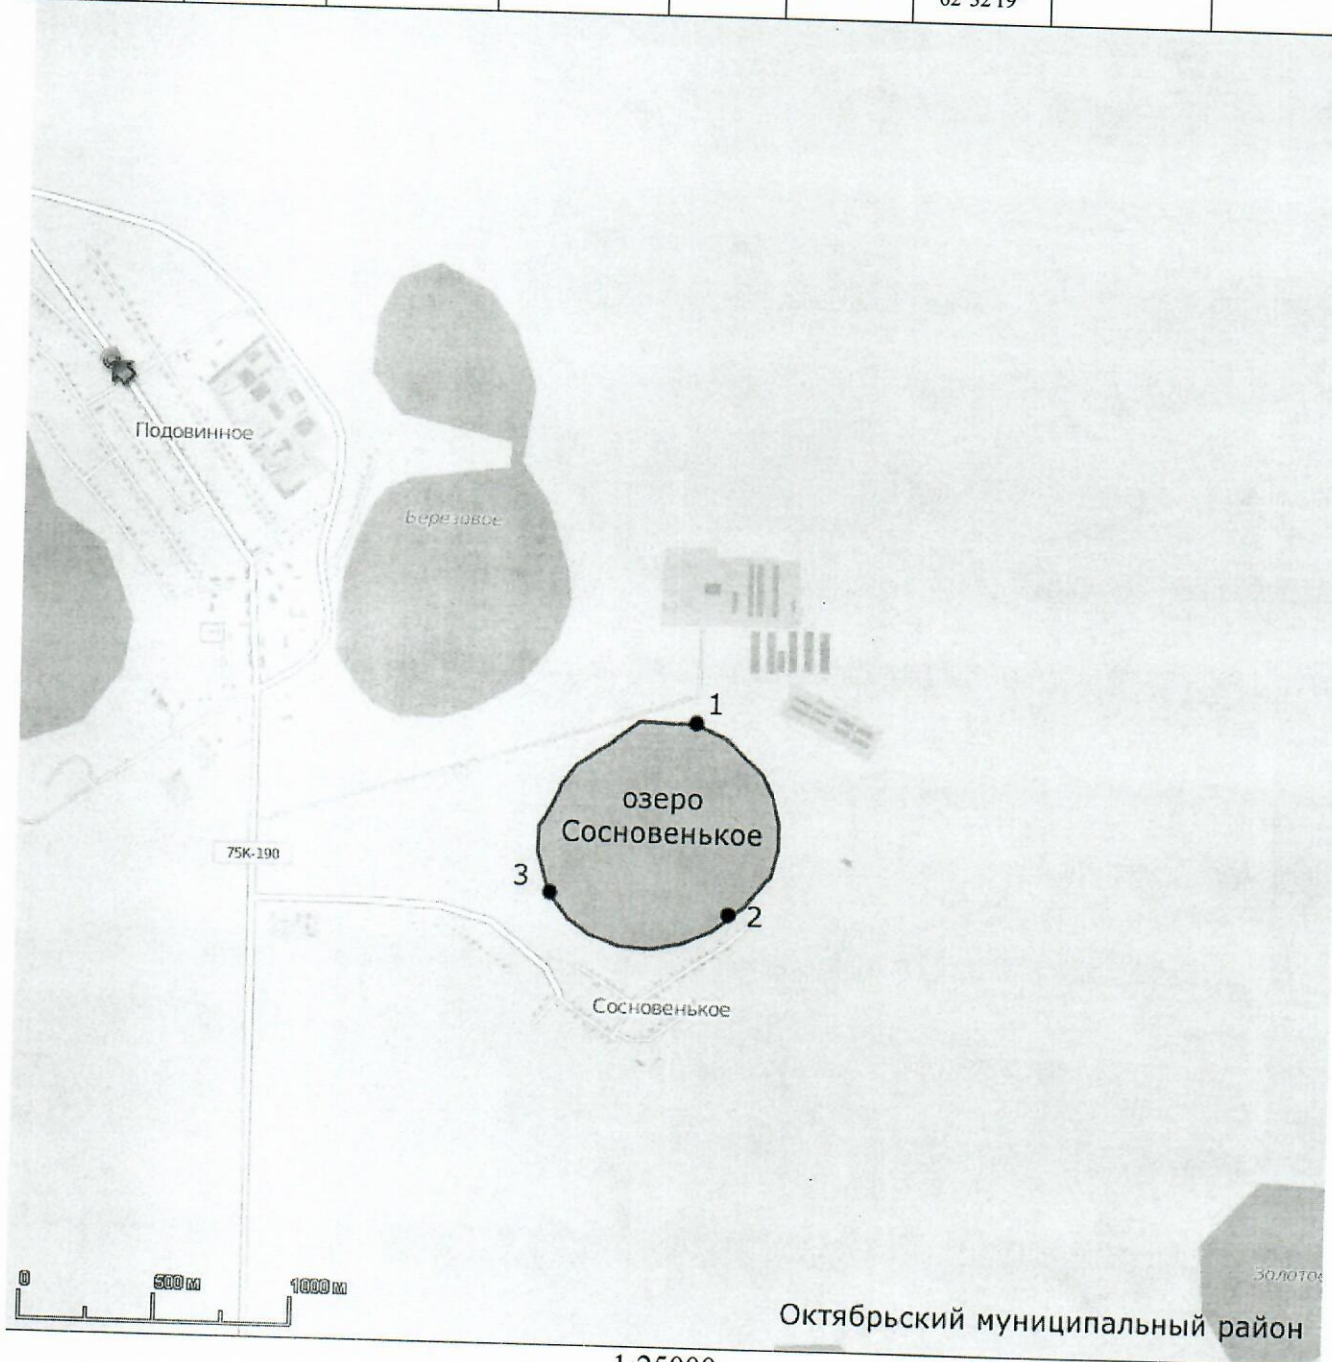 Подовинное
Березовое
1
озеро
Сосновенькое
75К-190
3
2
Сосновенькое
0
500 м
1000 м
Октябрьский муниципальный район